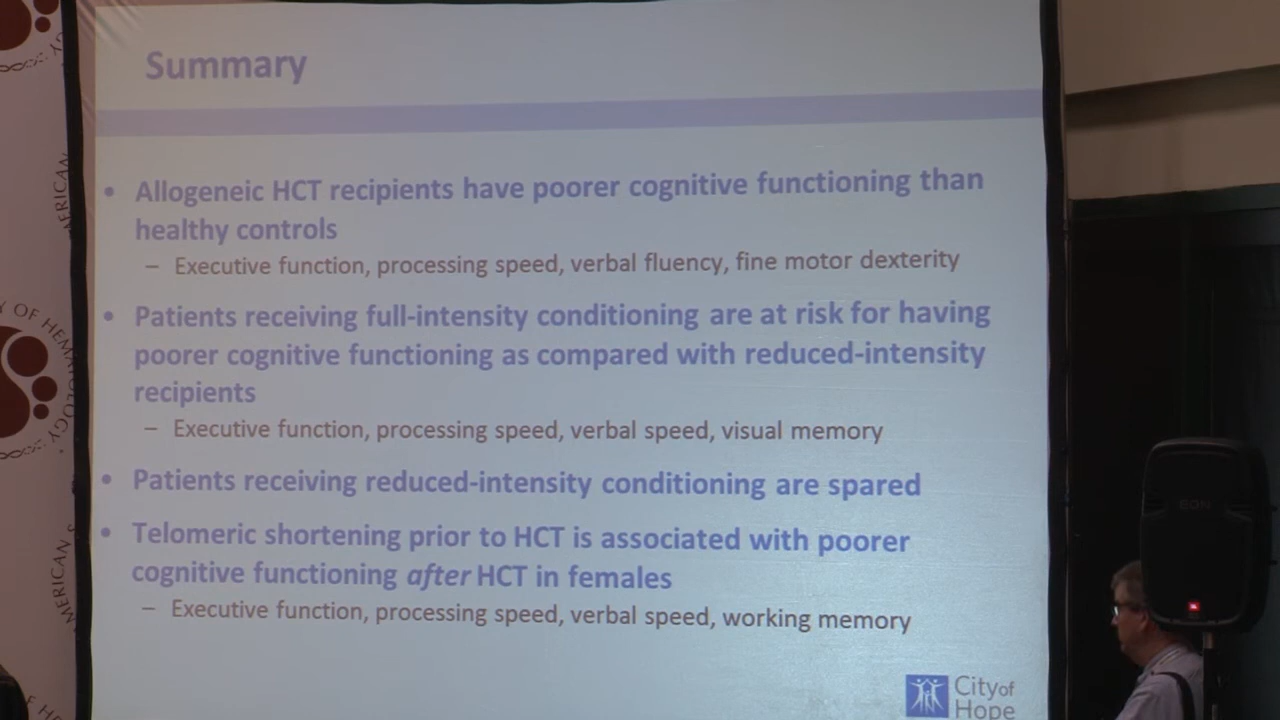 Summary
• Allogeneic HCT recipients have poorer cognitive functioning than
healthy controls
– Executive function, processing speed, verbal fluency, fine motor dexterity
• Patients receiving full-intensity conditioning are at risk for having
poorer cognitive functioning as compared with reduced-intensity
recipients
– Executive function, processing speed, verbal speed, visual memory
• Patients receiving reduced-intensity conditioning are spared
• Telomeric shortening prior to HCT is associated with poorer
cognitive functioning after HCT in females
– Executive function, processing speed, verbal speed, working memory
City of
Hope
OF HEMATOLOGY